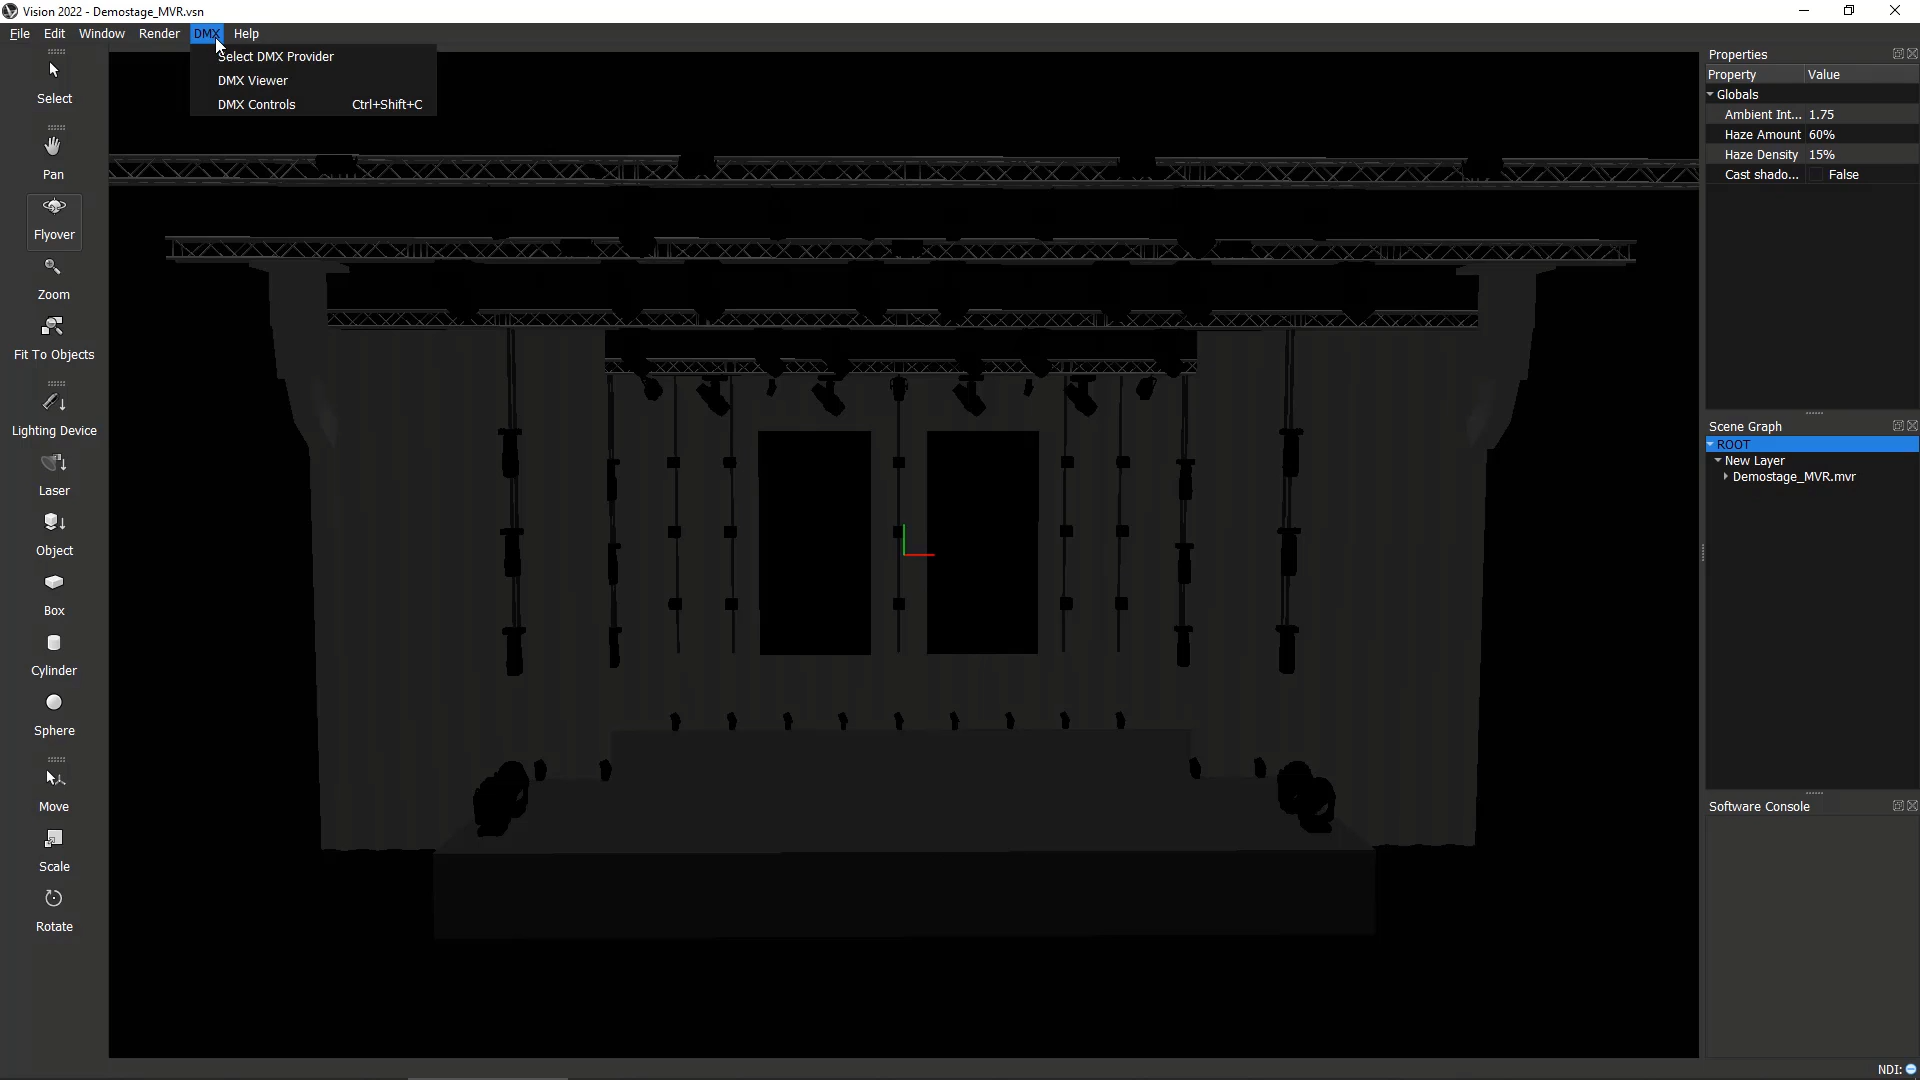 Vision 2022 - Demostage_MVR.vsn
File Edit Window Render DMX Help
Select DMX Provider
DMX Viewer
DMX Controls Ctrl+Shift+C
Select
Pan
Flyover
Zoom
Fit To Objects
Lighting Device
Laser
Object
Box
Cylinder
Sphere
Move
Scale
Rotate
Properties
Property Value
Globals
Ambient Int... 1.75
Haze Amount 60%
Haze Density 15%
Cast shado... False
Scene Graph
ROOT
New Layer
Demostage_MVR.mvr
Software Console
NDI: